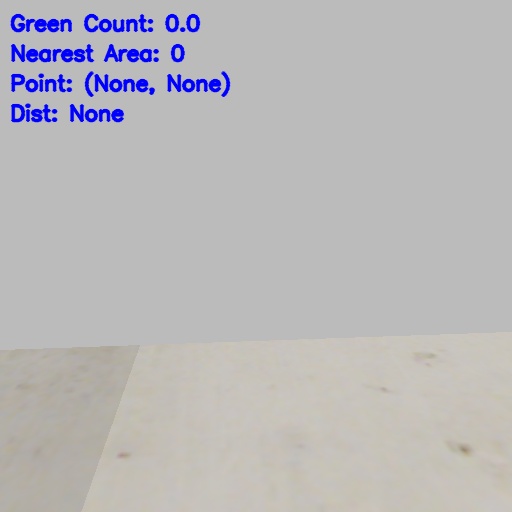 Green Count: 0.0
Nearest Area: 0
Point: (None, None)
Dist: None